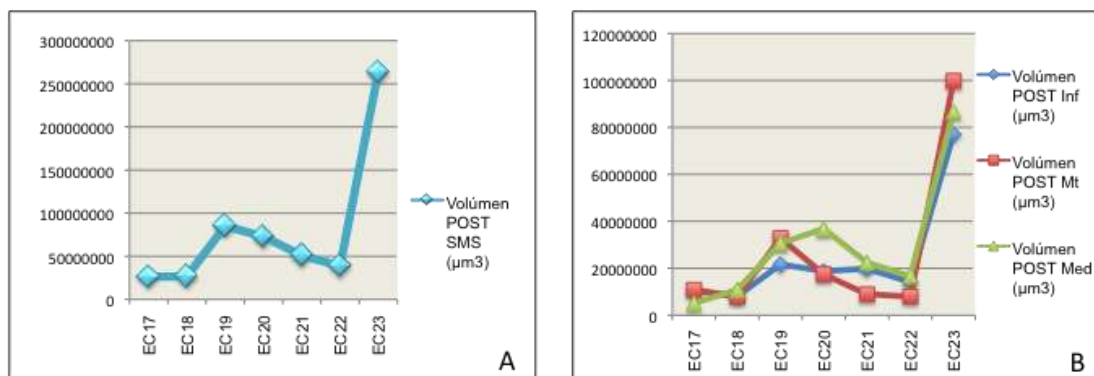 300000000
250000000
200000000
150000000
100000000
50000000
0
EC17
EC18
EC19
EC20
EC21
EC22
EC23
Volúmen
POST
SMS
(µm3)
A
120000000
100000000
80000000
60000000
40000000
20000000
0
EC17
EC18
EC19
EC20
EC21
EC22
EC23
Volúmen
POST Inf
(µm3)
Volúmen
POST Mt
(µm3)
Volúmen
POST Med
(µm3)
B